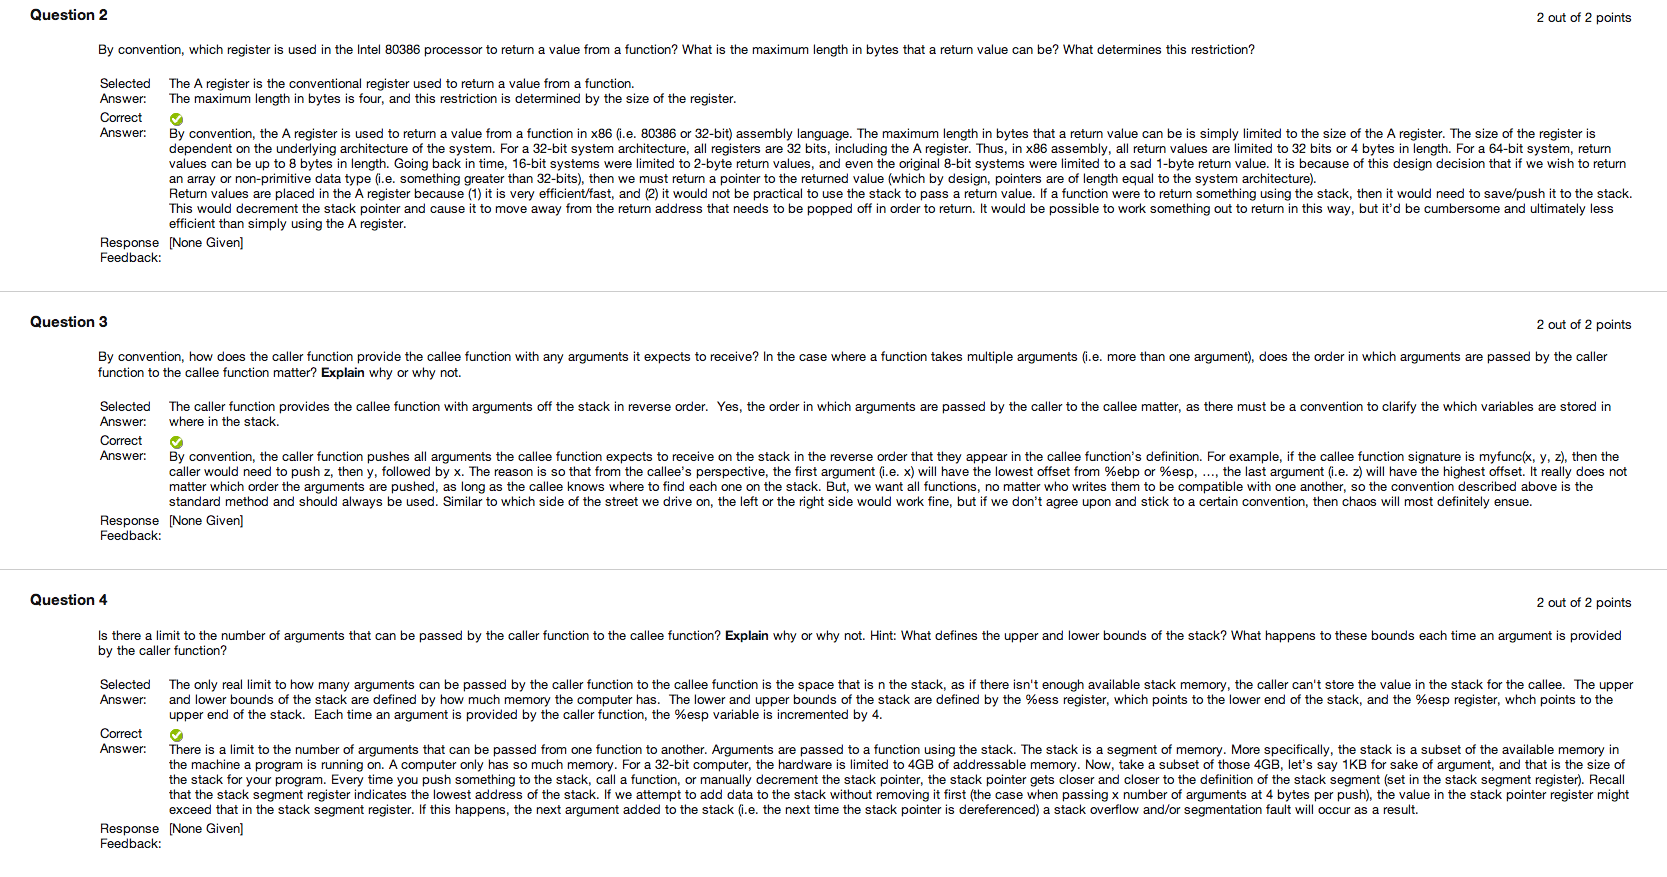 Question 2
2 out of 2 points
By convention, which register is used in the Intel 80386 processor to return a value from a function? What is the maximum length in bytes that a return value can be? What determines this restriction?
Selected Answer:
The A register is the conventional register used to return a value from a function.
The maximum length in bytes is four, and this restriction is determined by the size of the register.
Correct Answer:
By convention, the A register is used to return a value from a function in x86 (i.e. 80386 or 32-bit) assembly language. The maximum length in bytes that a return value can be is simply limited to the size of the A register. The size of the register is
dependent on the underlying architecture of the system. For a 32-bit system architecture, all registers are 32 bits, including the A register. Thus, in x86 assembly, all return values are limited to 32 bits or 4 bytes in length. For a 64-bit system, return
values can be up to 8 bytes in length. Going back in time, 16-bit systems were limited to 2-byte return values, and even the original 8-bit systems were limited to a sad 1-byte return value. It is because of this design decision that if we wish to return
an array or non-primitive data type (i.e. something greater than 32-bits), then we must return a pointer to the returned value (which by design, pointers are of length equal to the system architecture).
Return values are placed in the A register because (1) it is very efficient/fast, and (2) it would not be practical to use the stack to pass a return value. If a function were to return something using the stack, then it would need to save/push it to the stack.
This would decrement the stack pointer and cause it to move away from the return address that needs to be popped off in order to return. It would be possible to work something out to return in this way, but it'd be cumbersome and ultimately less
efficient than simply using the A register.
Response Feedback:
[None Given]
Question 3
2 out of 2 points
By convention, how does the caller function provide the callee function with any arguments it expects to receive? In the case where a function takes multiple arguments (i.e. more than one argument), does the order in which arguments are passed by the caller
function to the callee function matter? Explain why or why not.
Selected Answer:
The caller function provides the callee function with arguments off the stack in reverse order.  Yes, the order in which arguments are passed by the caller to the callee matter, as there must be a convention to clarify the which variables are stored in
where in the stack.
Correct Answer:
By convention, the caller function pushes all arguments the callee function expects to receive on the stack in the reverse order that they appear in the callee function's definition. For example, if the callee function signature is myfunc(x, y, z), then the
caller would need to push z, then y, followed by x. The reason is so that from the callee's perspective, the first argument (i.e. x) will have the lowest offset from %ebp or %esp, ..., the last argument (i.e. z) will have the highest offset. It really does not
matter which order the arguments are pushed, as long as the callee knows where to find each one on the stack. But, we want all functions, no matter who writes them to be compatible with one another, so the convention described above is the
standard method and should always be used. Similar to which side of the street we drive on, the left or the right side would work fine, but if we don't agree upon and stick to a certain convention, then chaos will most definitely ensue.
Response Feedback:
[None Given]
Question 4
2 out of 2 points
Is there a limit to the number of arguments that can be passed by the caller function to the callee function? Explain why or why not. Hint: What defines the upper and lower bounds of the stack? What happens to these bounds each time an argument is provided
by the caller function?
Selected Answer:
The only real limit to how many arguments can be passed by the caller function to the callee function is the space that is n the stack, as if there isn't enough available stack memory, the caller can't store the value in the stack for the callee.  The upper
and lower bounds of the stack are defined by how much memory the computer has.  The lower and upper bounds of the stack are defined by the %ess register, which points to the lower end of the stack, and the %esp register, whch points to the
upper end of the stack.  Each time an argument is provided by the caller function, the %esp variable is incremented by 4.
Correct Answer:
There is a limit to the number of arguments that can be passed from one function to another. Arguments are passed to a function using the stack. The stack is a segment of memory. More specifically, the stack is a subset of the available memory in
the machine a program is running on. A computer only has so much memory. For a 32-bit computer, the hardware is limited to 4GB of addressable memory. Now, take a subset of those 4GB, let's say 1KB for sake of argument, and that is the size of
the stack for your program. Every time you push something to the stack, call a function, or manually decrement the stack pointer, the stack pointer gets closer and closer to the definition of the stack segment (set in the stack segment register). Recall
that the stack segment register indicates the lowest address of the stack. If we attempt to add data to the stack without removing it first (the case when passing x number of arguments at 4 bytes per push), the value in the stack pointer register might
exceed that in the stack segment register. If this happens, the next argument added to the stack (i.e. the next time the stack pointer is dereferenced) a stack overflow and/or segmentation fault will occur as a result.
Response Feedback:
[None Given]